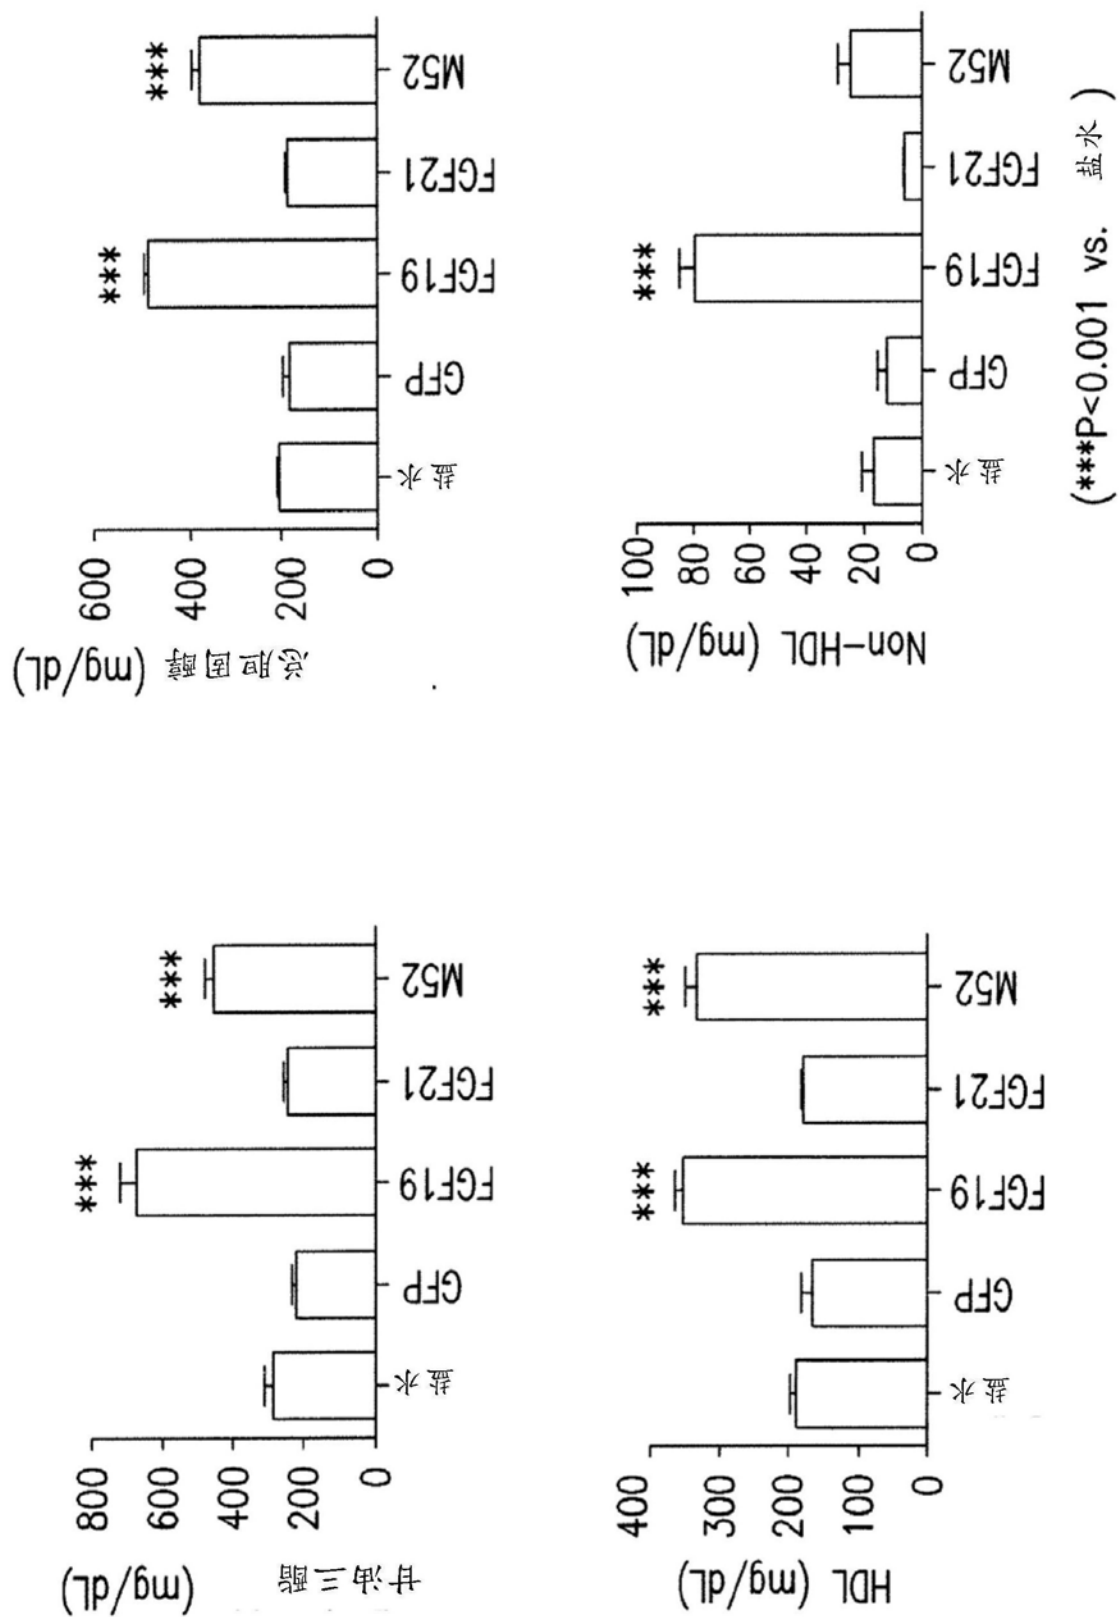 甘油三酯 (mg/dL)
800
600
400
200
0
盐水
GFP
FGF19
FGF21
M52
***
***
总胆固醇 (mg/dL)
600
400
200
0
盐水
GFP
FGF19
FGF21
M52
***
***
HDL (mg/dL)
400
300
200
100
0
盐水
GFP
FGF19
FGF21
M52
***
***
Non-HDL (mg/dL)
100
80
60
40
20
0
盐水
GFP
FGF19
FGF21
M52
***
(***P<0.001 vs. 盐水)